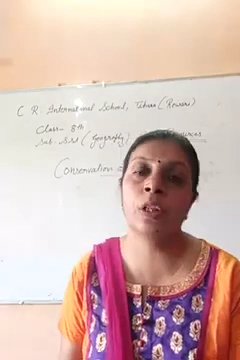 C R International School, (Rewari)
Class- 8th
Sub- S.St ( Geography )
Conservation